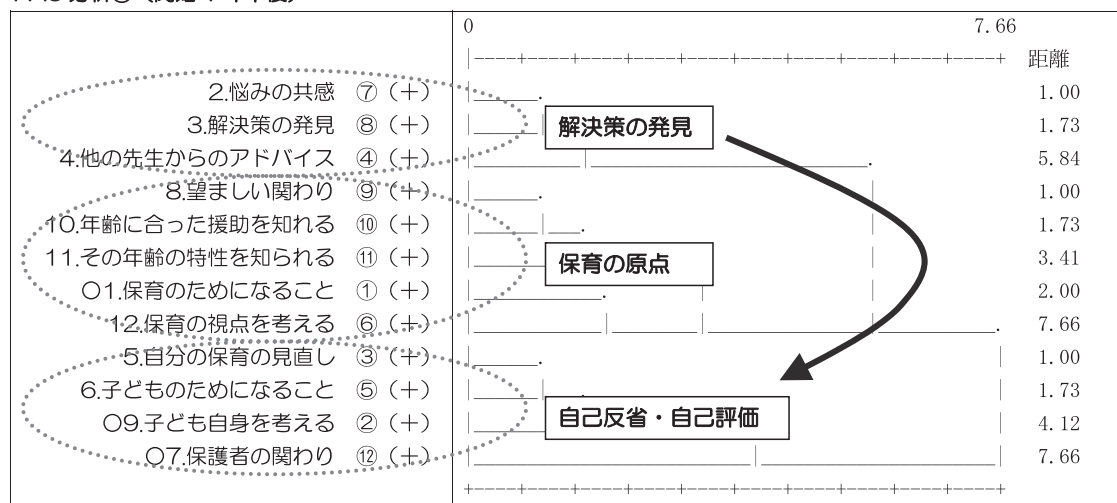 0 7.66
|----+----+----+----+----+----+----+----+----+----+ 距離
2.悩みの共感 ⑦ (+) 1.00
3.解決策の発見 ⑧ (+) 解決策の発見 1.73
4.他の先生からのアドバイス ④ (+) 5.84
8.望ましい関わり ⑨ (+) 1.00
10.年齢に合った援助を知れる ⑩ (+) 1.73
11.その年齢の特性を知られる ⑪ (+) 保育の原点 3.41
〇1.保育のためになること ① (+) 2.00
12.保育の視点を考える ⑥ (+) 7.66
5.自分の保育の見直し ③ (+) 1.00
6.子どものためになること ⑤ (+) 1.73
〇9.子ども自身を考える ② (+) 自己反省・自己評価 4.12
〇7.保護者の関わり ⑫ (+) 7.66
+----+----+----+----+----+----+----+----+----+----+